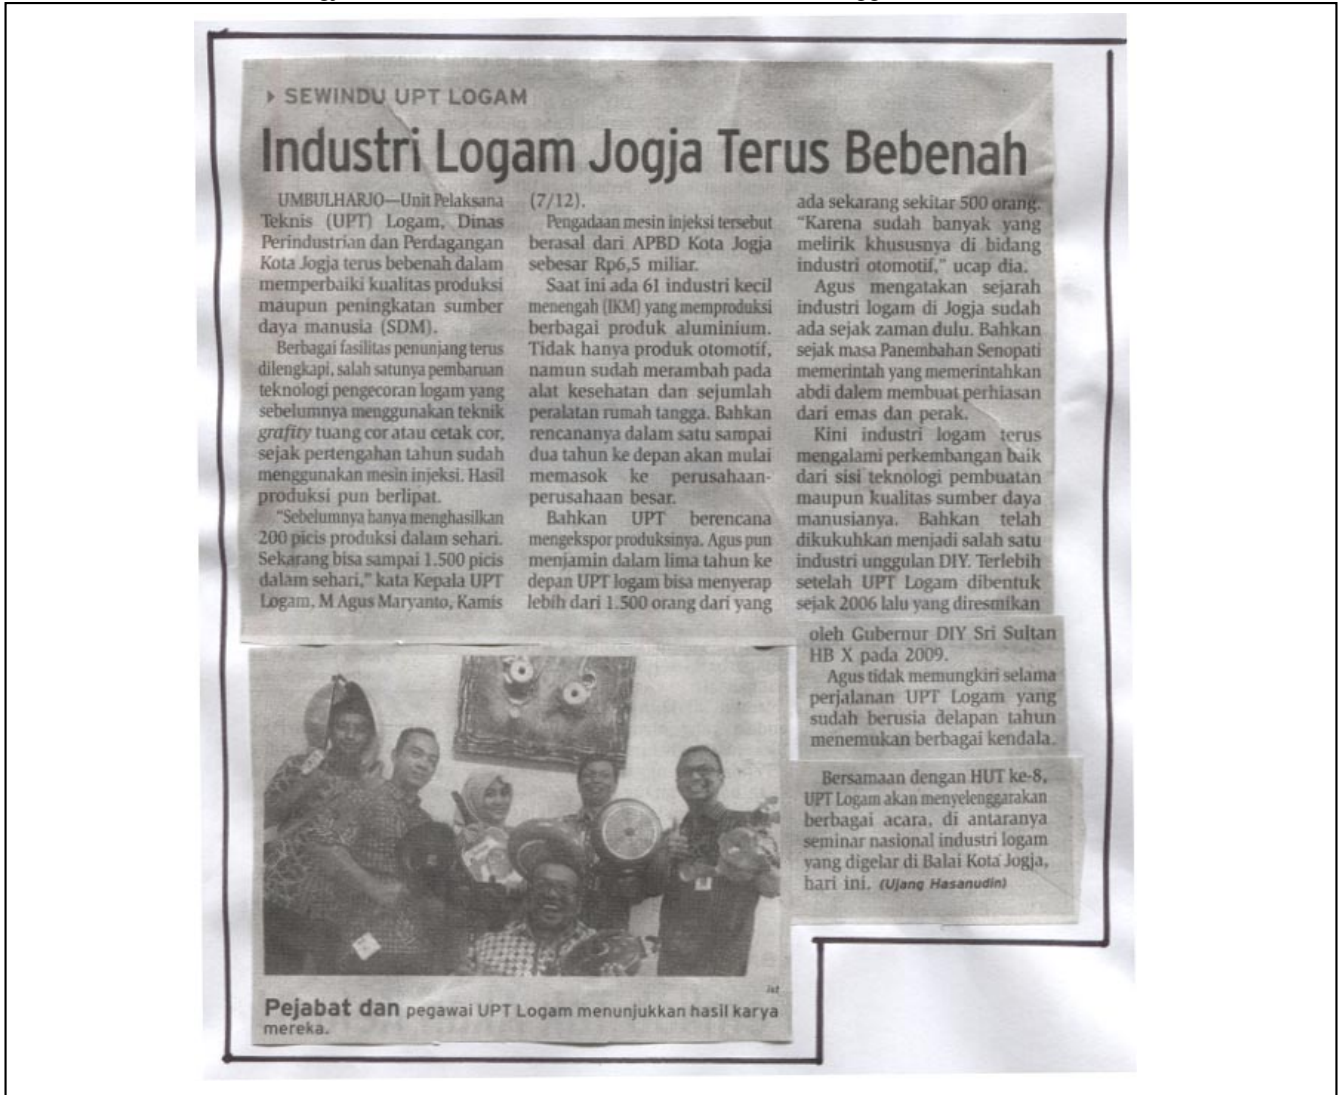 SEWINDU UPT LOGAM
Industri Logam Jogja Terus Bebenah
UMBULHARJO—Unit Pelaksana
Teknis (UPT) Logam, Dinas
Perindustrian dan Perdagangan
Kota Jogja terus bebenah dalam
memperbaiki kualitas produksi
maupun peningkatan sumber
daya manusia (SDM).
Berbagai fasilitas penunjang terus
dilengkapi, salah satunya pembaruan
teknologi pengecoran logam yang
sebelumnya menggunakan teknik
grafity tuang cor atau cetak cor,
sejak pertengahan tahun sudah
menggunakan mesin injeksi. Hasil
produksi pun berlipat.
"Sebelumnya hanya menghasilkan
200 picis produksi dalam sehari.
Sekarang bisa sampai 1.500 picis
dalam sehari," kata Kepala UPT
Logam, M Agus Maryanto, Kamis
(7/12).
Pengadaan mesin injeksi tersebut
berasal dari APBD Kota Jogja
sebesar Rp6,5 miliar.
Saat ini ada 61 industri kecil
menengah (IKM) yang memproduksi
berbagai produk aluminium.
Tidak hanya produk otomotif,
namun sudah merambah pada
alat kesehatan dan sejumlah
peralatan rumah tangga. Bahkan
rencananya dalam satu sampai
dua tahun ke depan akan mulai
memasok ke perusahaan-
perusahaan besar.
Bahkan UPT berencana
mengekspor produksinya. Agus pun
menjamin dalam lima tahun ke
depan UPT logam bisa menyerap
lebih dari 1.500 orang dari yang
ada sekarang sekitar 500 orang.
"Karena sudah banyak yang
melirik khususnya di bidang
industri otomotif," ucap dia.
Agus mengatakan sejarah
industri logam di Jogja sudah
ada sejak zaman dulu. Bahkan
sejak masa Panembahan Senopati
memerintah yang memerintahkan
abdi dalem membuat perhiasan
dari emas dan perak.
Kini industri logam terus
mengalami perkembangan baik
dari sisi teknologi pembuatan
maupun kualitas sumber daya
manusianya. Bahkan telah
dikukuhkan menjadi salah satu
industri unggulan DIY. Terlebih
setelah UPT Logam dibentuk
sejak 2006 lalu yang diresmikan
oleh Gubernur DIY Sri Sultan
HB X pada 2009.
Agus tidak memungkiri selama
perjalanan UPT Logam yang
sudah berusia delapan tahun
menemukan berbagai kendala.
Bersamaan dengan HUT ke-8,
UPT Logam akan menyelenggarakan
berbagai acara, di antaranya
seminar nasional industri logam
yang digelar di Balai Kota Jogja,
hari ini. (Ujang Hasanudin)
ist
Pejabat dan pegawai UPT Logam menunjukkan hasil karya
mereka.